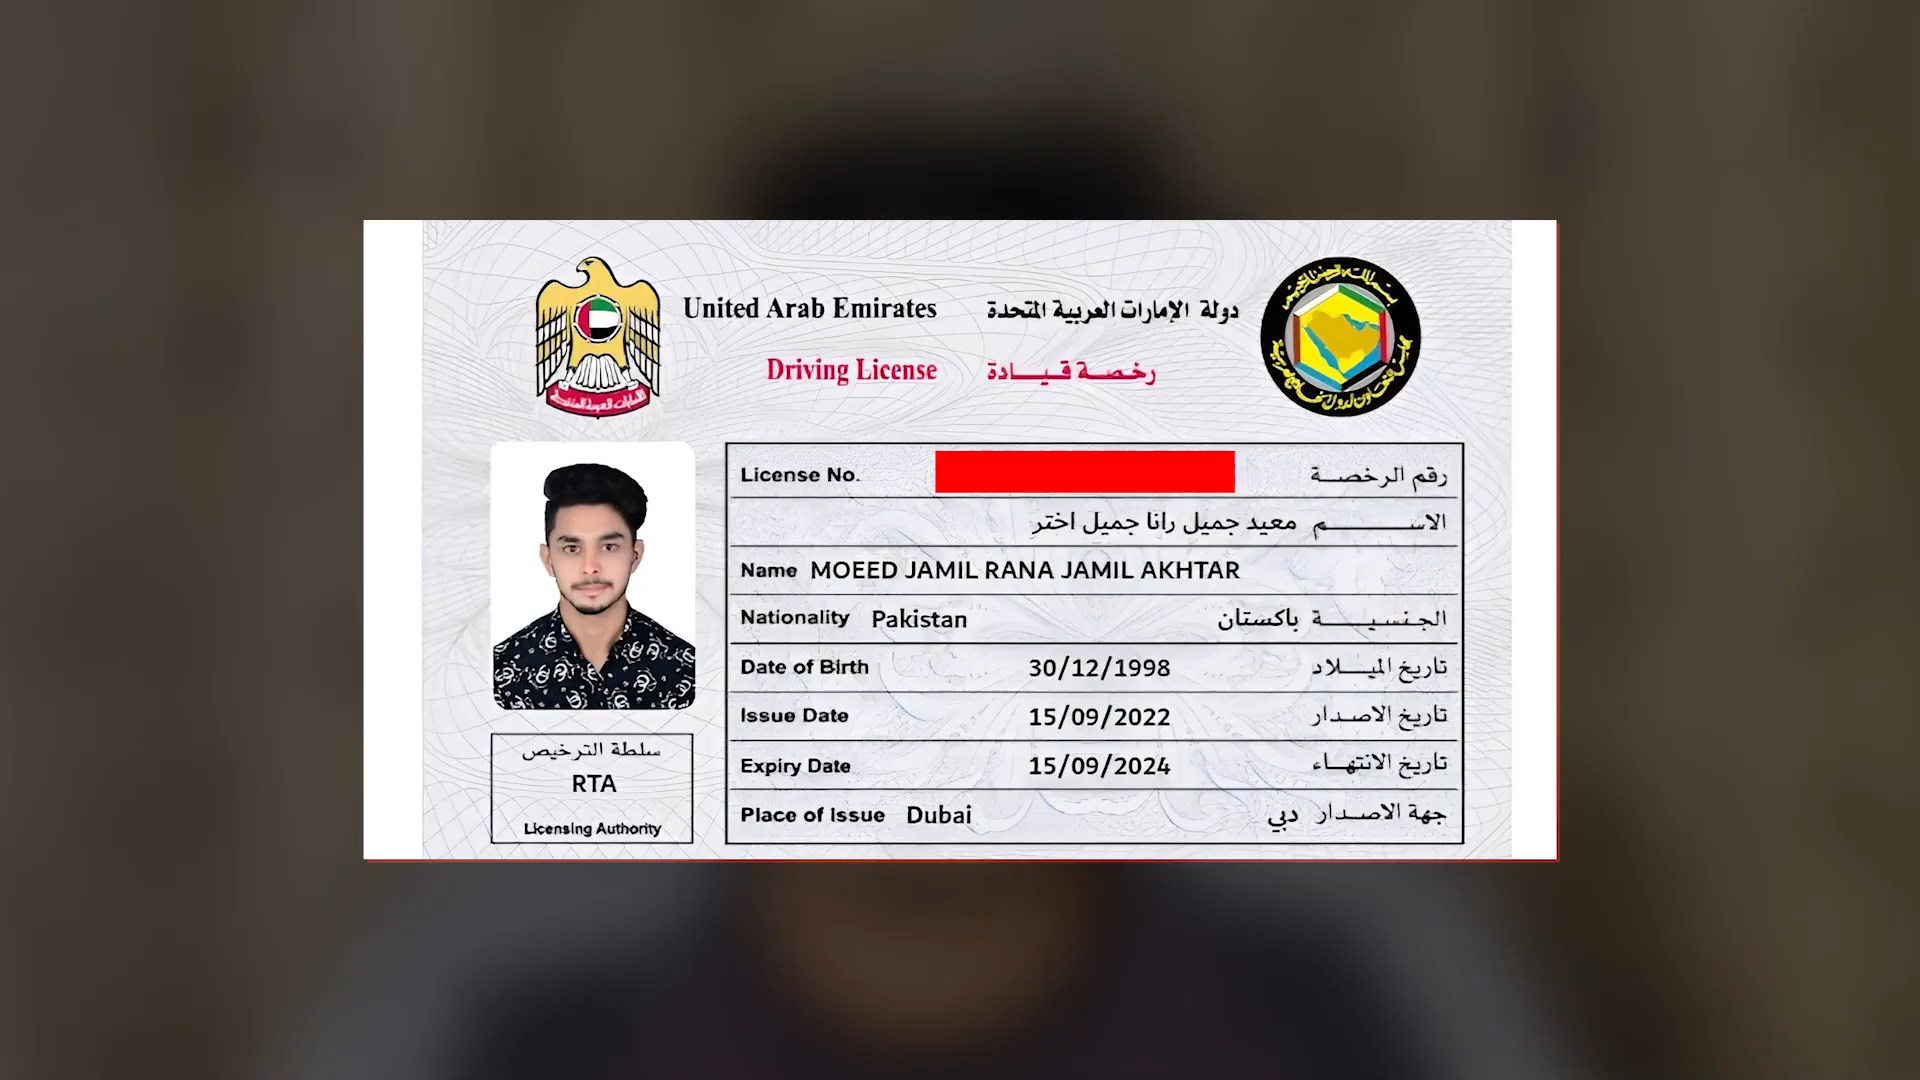 United Arab Emirates دولة الإمارات العربية المتحدة
Driving License رخصة قيادة
License No. رقم الرخصة
الاسم معيد جميل رانا جميل اختر
Name MOEED JAMIL RANA JAMIL AKHTAR
Nationality Pakistan الجنسية باكستان
Date of Birth 30/12/1998 تاريخ الميلاد
Issue Date 15/09/2022 تاريخ الاصدار
Expiry Date 15/09/2024 تاريخ الانتهاء
Place of Issue Dubai جهة الاصدار دبي
سلطة الترخيص
RTA
Licensing Authority